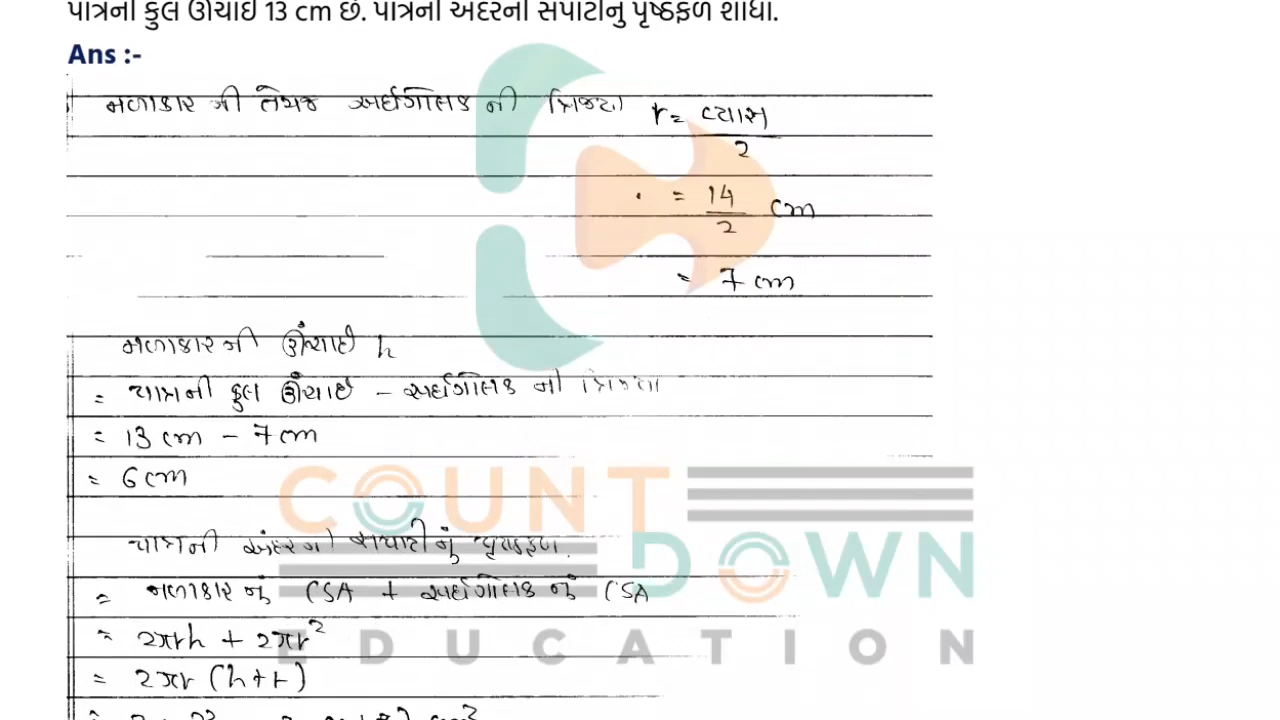 પાત્રની કુલ ઊંચાઈ 13 cm છે. પાત્રની અંદરની સપાટીનું પૃષ્ઠફળ શોધો.
Ans :-
નળાકાર ની તેમજ અર્ધગોલક ની ત્રિજ્યા r = વ્યાસ
2
= 14 cm
2
= 7 cm
નળાકાર ની ઊંચાઈ h
= પાત્રની કુલ ઊંચાઈ - અર્ધગોલક ની ત્રિજ્યા
= 13 cm - 7 cm
= 6 cm
COUNT
પાત્રની અંદરની સપાટીનું પૃષ્ઠફળ.
DOWN
= નળાકાર નું CSA + અર્ધગોલક નું CSA
= 2πrh + 2πr²
EDUCATION
= 2πr (h+r)